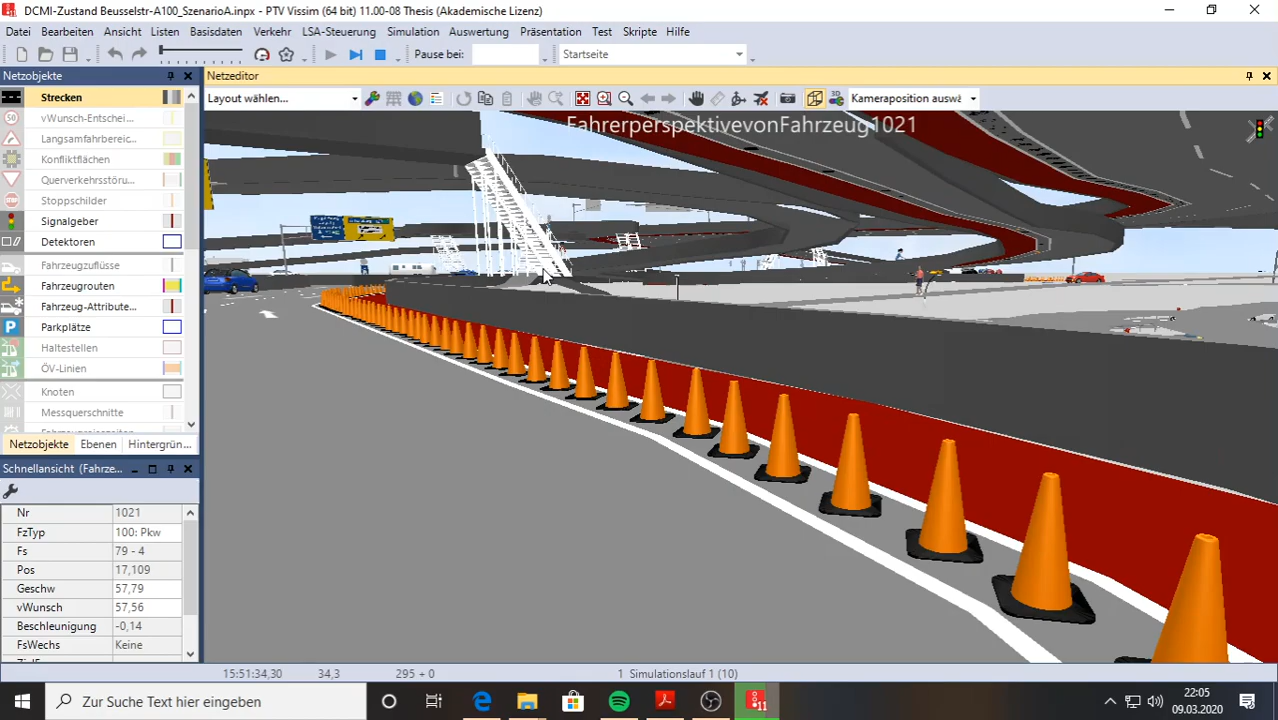 DCMI-Zustand Beusselstr-A100_SzenarioA.inpx - PTV Vissim (64 bit) 11.00-08 Thesis (Akademische Lizenz)
Datei Bearbeiten Ansicht Listen Basisdaten Verkehr LSA-Steuerung Simulation Auswertung Präsentation Test Skripte Hilfe
Pause bei: Startseite
Netzobjekte
Netzeditor
Layout wählen... Kameraposition auswä
Strecken
vWunsch-Entschei...
Langsamfahrbereic...
Konfliktflächen
Querverkehrsstöru...
Stoppschilder
Signalgeber
Detektoren
Fahrzeugzuflüsse
Fahrzeugrouten
Fahrzeug-Attribute...
Parkplätze
Haltestellen
ÖV-Linien
Knoten
Messquerschnitte
Netzobjekte Ebenen Hintergrün...
FahrerperspektivevonFahrzeug1021
Schnellansicht (Fahrze...
Nr 1021
FzTyp 100: Pkw
Fs 79 - 4
Pos 17,109
Geschw 57,79
vWunsch 57,56
Beschleunigung -0,14
FsWechs Keine
15:51:34,30 34,3 295 + 0 1 Simulationslauf 1 (10)
Zur Suche Text hier eingeben
22:05
09.03.2020